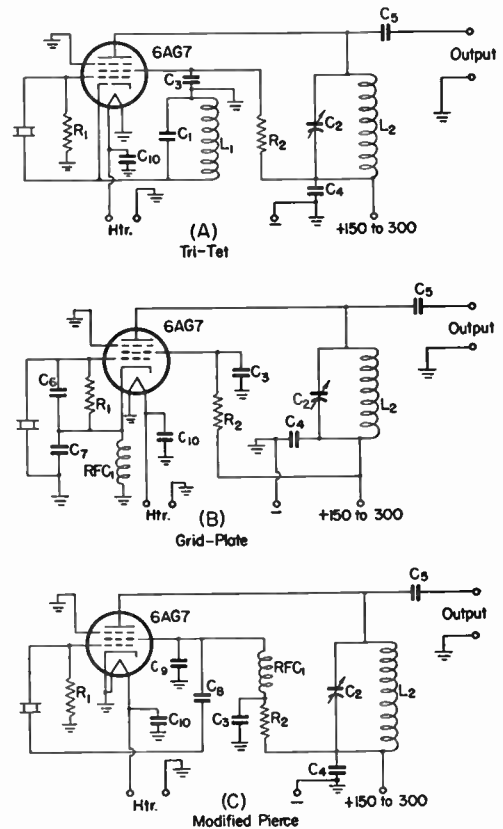 6AG7
C5
Output
R1
C3
C1
L1
R2
C2
L2
C10
C4
Htr.
–
+150 to 300
(A)
Tri-Tet
6AG7
C5
Output
C6
R1
C3
C7
RFC1
R2
C2
L2
C10
C4
Htr.
–
+150 to 300
(B)
Grid-Plate
6AG7
C5
Output
R1
C9
C8
RFC1
C2
L2
C10
C3
R2
C4
Htr.
–
+150 to 300
(C)
Modified Pierce